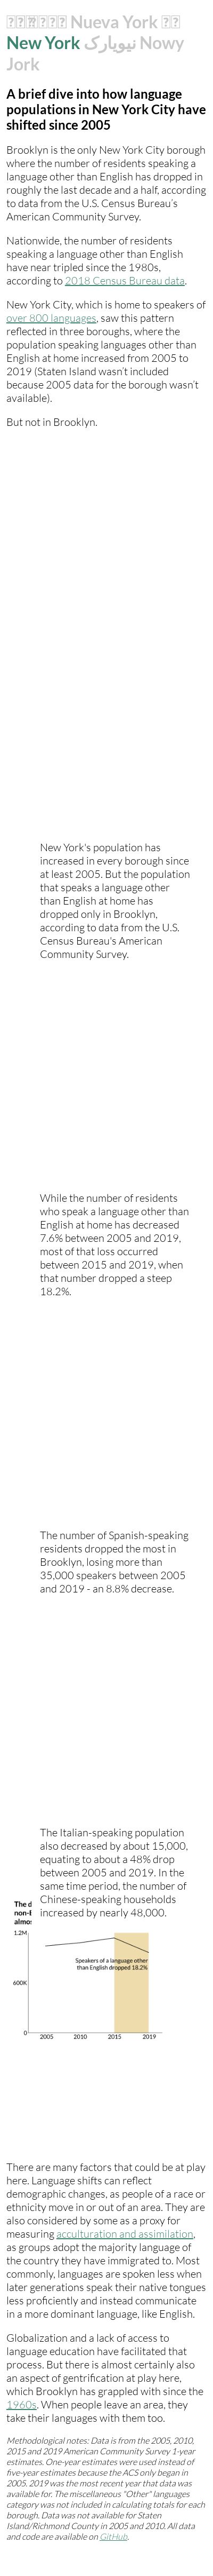 Nueva York
New York نیویارک Nowy
Jork
A brief dive into how language
populations in New York City have
shifted since 2005
Brooklyn is the only New York City borough
where the number of residents speaking a
language other than English has dropped in
roughly the last decade and a half, according
to data from the U.S. Census Bureau's
American Community Survey.
Nationwide, the number of residents
speaking a language other than English
have near tripled since the 1980s,
according to 2018 Census Bureau data.
New York City, which is home to speakers of
over 800 languages, saw this pattern
reflected in three boroughs, where the
population speaking languages other than
English at home increased from 2005 to
2019 (Staten Island wasn't included
because 2005 data for the borough wasn't
available).
But not in Brooklyn.
New York's population has
increased in every borough since
at least 2005. But the population
that speaks a language other
than English at home has
dropped only in Brooklyn,
according to data from the U.S.
Census Bureau's American
Community Survey.
While the number of residents
who speak a language other than
English at home has decreased
7.6% between 2005 and 2019,
most of that loss occurred
between 2015 and 2019, when
that number dropped a steep
18.2%.
The number of Spanish-speaking
residents dropped the most in
Brooklyn, losing more than
35,000 speakers between 2005
and 2019 - an 8.8% decrease.
The Italian-speaking population
also decreased by about 15,000,
equating to about a 48% drop
between 2005 and 2019. In the
same time period, the number of
Chinese-speaking households
increased by nearly 48,000.
The d
non-E
almos
1.2M
Speakers of a language other
than English dropped 18.2%
600K
0
2005 2010 2015 2019
There are many factors that could be at play
here. Language shifts can reflect
demographic changes, as people of a race or
ethnicity move in or out of an area. They are
also considered by some as a proxy for
measuring acculturation and assimilation,
as groups adopt the majority language of
the country they have immigrated to. Most
commonly, languages are spoken less when
later generations speak their native tongues
less proficiently and instead communicate
in a more dominant language, like English.
Globalization and a lack of access to
language education have facilitated that
process. But there is almost certainly also
an aspect of gentrification at play here,
which Brooklyn has grappled with since the
1960s. When people leave an area, they
take their languages with them too.
Methodological notes: Data is from the 2005, 2010,
2015 and 2019 American Community Survey 1-year
estimates. One-year estimates were used instead of
five-year estimates because the ACS only began in
2005. 2019 was the most recent year that data was
available for. The miscellaneous "Other" languages
category was not included in calculating totals for each
borough. Data was not available for Staten
Island/Richmond County in 2005 and 2010. All data
and code are available on GitHub.